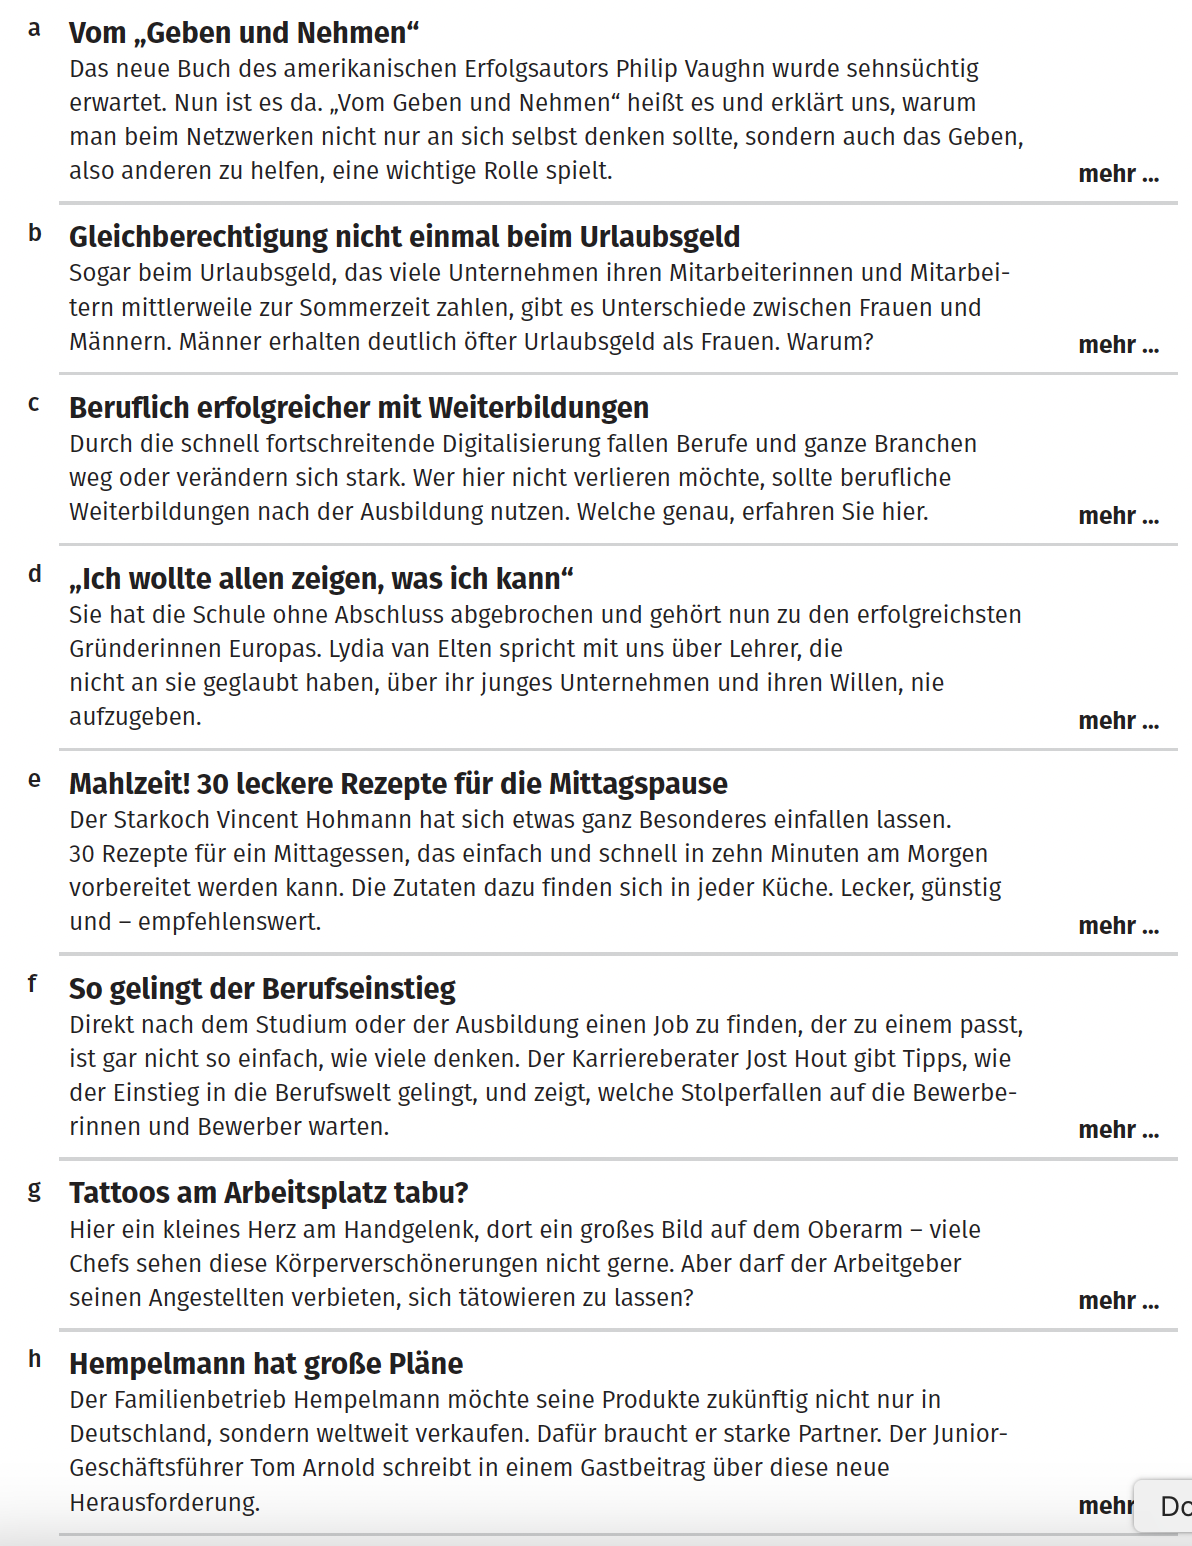 a
Vom „Geben und Nehmen“
Das neue Buch des amerikanischen Erfolgsautors Philip Vaughn wurde sehnsüchtig
erwartet. Nun ist es da. „Vom Geben und Nehmen“ heißt es und erklärt uns, warum
man beim Netzwerken nicht nur an sich selbst denken sollte, sondern auch das Geben,
also anderen zu helfen, eine wichtige Rolle spielt.
mehr ...
b
Gleichberechtigung nicht einmal beim Urlaubsgeld
Sogar beim Urlaubsgeld, das viele Unternehmen ihren Mitarbeiterinnen und Mitarbei-
tern mittlerweile zur Sommerzeit zahlen, gibt es Unterschiede zwischen Frauen und
Männern. Männer erhalten deutlich öfter Urlaubsgeld als Frauen. Warum?
mehr ...
c
Beruflich erfolgreicher mit Weiterbildungen
Durch die schnell fortschreitende Digitalisierung fallen Berufe und ganze Branchen
weg oder verändern sich stark. Wer hier nicht verlieren möchte, sollte berufliche
Weiterbildungen nach der Ausbildung nutzen. Welche genau, erfahren Sie hier.
mehr ...
d
„Ich wollte allen zeigen, was ich kann“
Sie hat die Schule ohne Abschluss abgebrochen und gehört nun zu den erfolgreichsten
Gründerinnen Europas. Lydia van Elten spricht mit uns über Lehrer, die
nicht an sie geglaubt haben, über ihr junges Unternehmen und ihren Willen, nie
aufzugeben.
mehr ...
e
Mahlzeit! 30 leckere Rezepte für die Mittagspause
Der Starkoch Vincent Hohmann hat sich etwas ganz Besonderes einfallen lassen.
30 Rezepte für ein Mittagessen, das einfach und schnell in zehn Minuten am Morgen
vorbereitet werden kann. Die Zutaten dazu finden sich in jeder Küche. Lecker, günstig
und – empfehlenswert.
mehr ...
f
So gelingt der Berufseinstieg
Direkt nach dem Studium oder der Ausbildung einen Job zu finden, der zu einem passt,
ist gar nicht so einfach, wie viele denken. Der Karriereberater Jost Hout gibt Tipps, wie
der Einstieg in die Berufswelt gelingt, und zeigt, welche Stolperfallen auf die Bewerbe-
rinnen und Bewerber warten.
mehr ...
g
Tattoos am Arbeitsplatz tabu?
Hier ein kleines Herz am Handgelenk, dort ein großes Bild auf dem Oberarm – viele
Chefs sehen diese Körperverschönerungen nicht gerne. Aber darf der Arbeitgeber
seinen Angestellten verbieten, sich tätowieren zu lassen?
mehr ...
h
Hempelmann hat große Pläne
Der Familienbetrieb Hempelmann möchte seine Produkte zukünftig nicht nur in
Deutschland, sondern weltweit verkaufen. Dafür braucht er starke Partner. Der Junior-
Geschäftsführer Tom Arnold schreibt in einem Gastbeitrag über diese neue
Herausforderung.
mehr